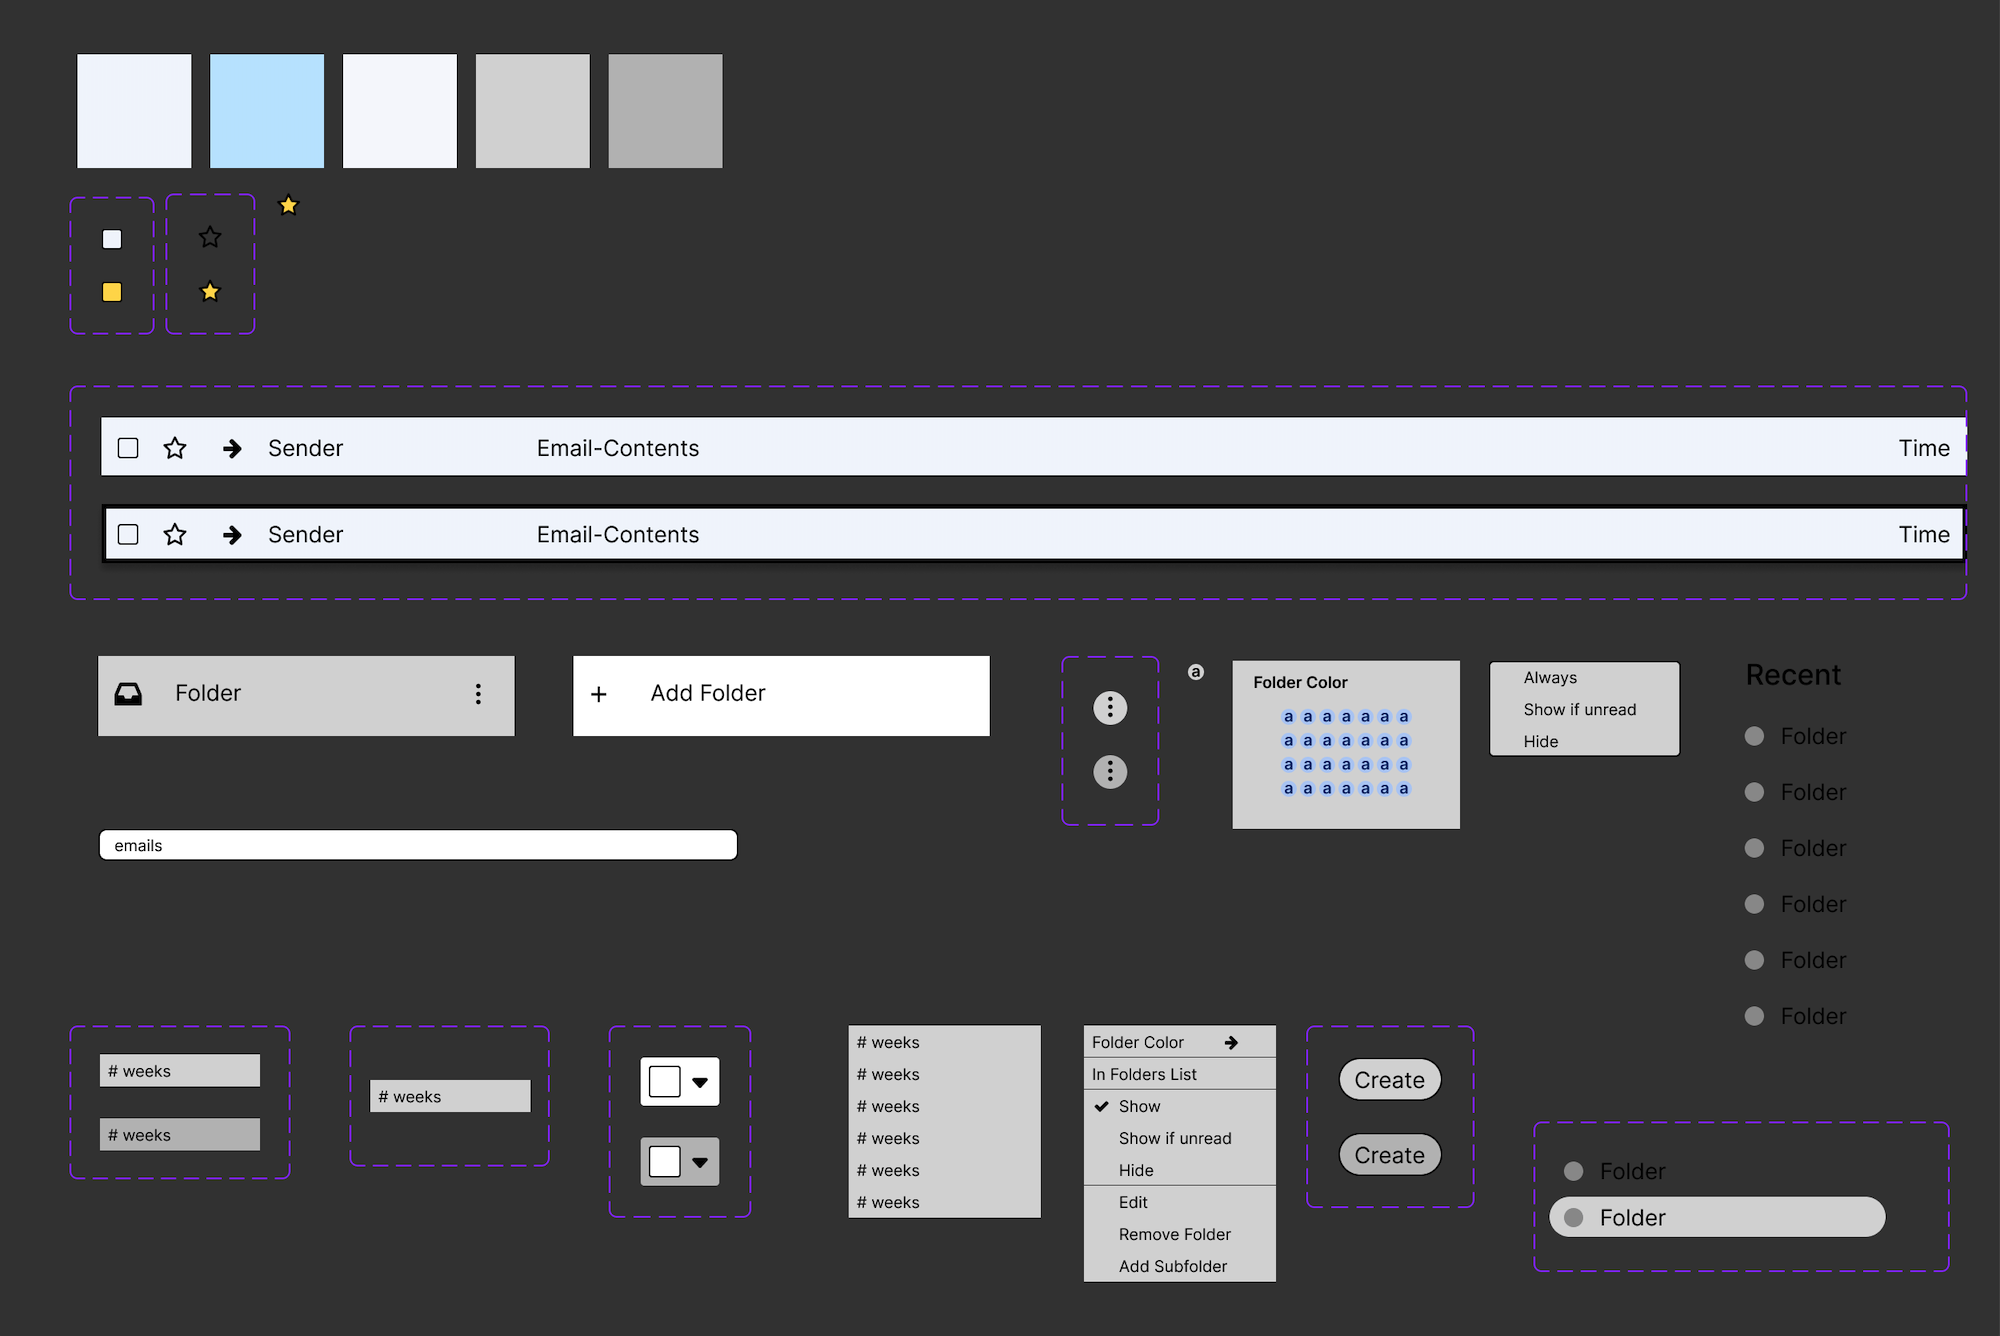 Sender Email-Contents Time
Sender Email-Contents Time
Folder
Add Folder
a
Folder Color
a a a a a a a
a a a a a a a
a a a a a a a
a a a a a a a
Always
Show if unread
Hide
Recent
Folder
Folder
Folder
Folder
Folder
Folder
emails
# weeks
# weeks
# weeks
# weeks
# weeks
# weeks
# weeks
# weeks
# weeks
Folder Color
In Folders List
Show
Show if unread
Hide
Edit
Remove Folder
Add Subfolder
Create
Create
Folder
Folder